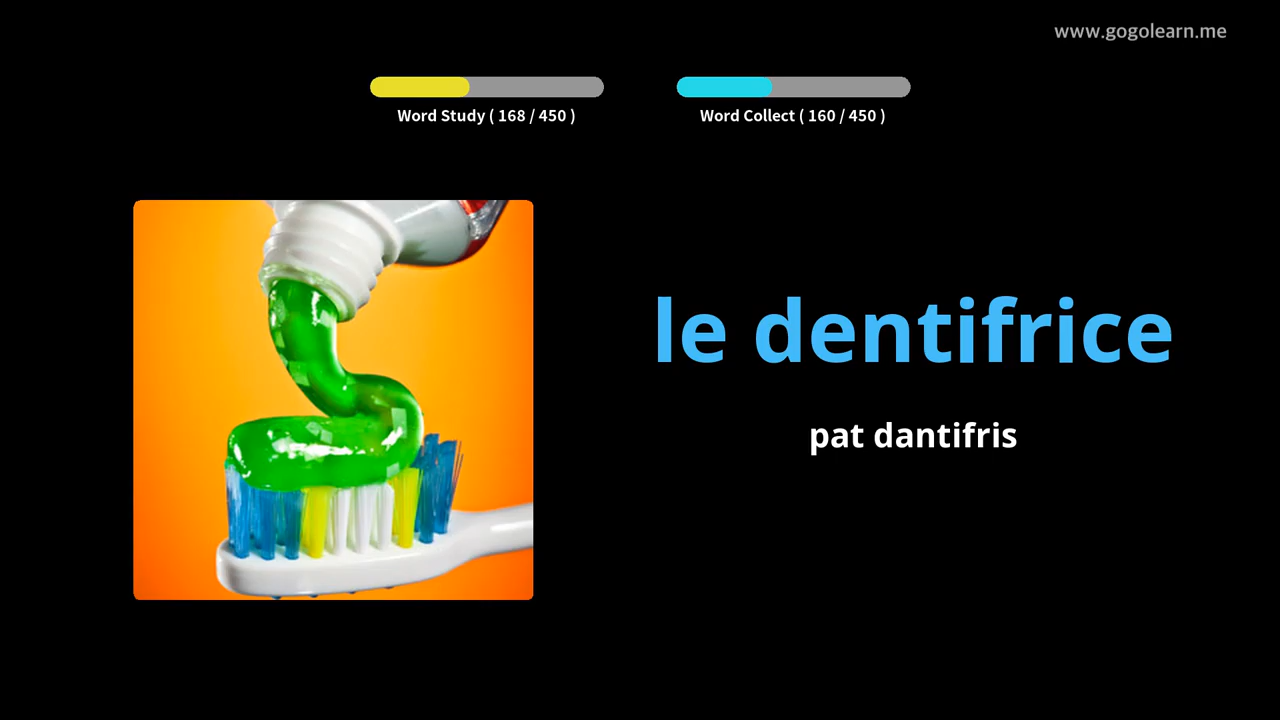 www.gogolearn.me
Word Study ( 168 / 450 )
Word Collect ( 160 / 450 )
le dentifrice
pat dantifris